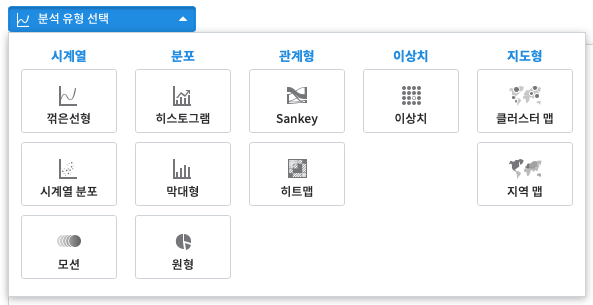 분석 유형 선택
시계열 분포 관계형 이상치 지도형
꺾은선형 히스토그램 Sankey 이상치 클러스터 맵
시계열 분포 막대형 히트맵 지역 맵
모션 원형